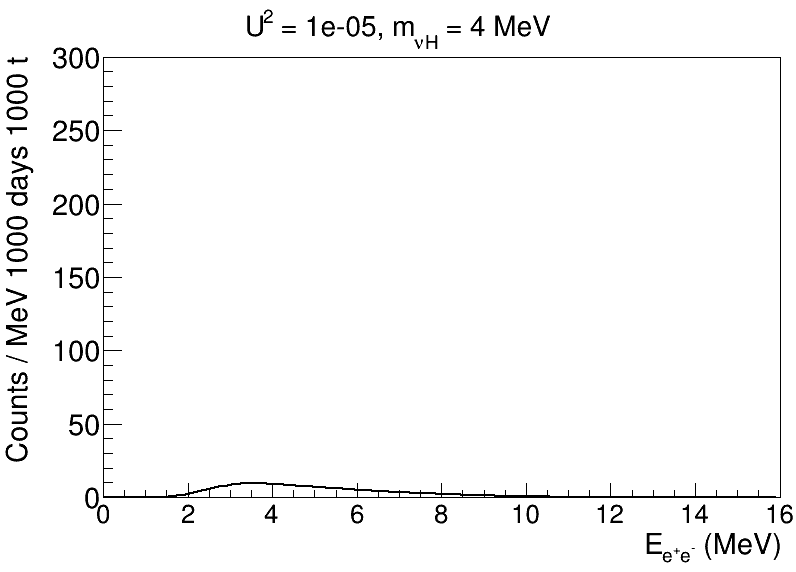 U² = 1e-05, m_νH = 4 MeV
Counts / MeV 1000 days 1000 t
300
250
200
150
100
50
0
0 2 4 6 8 10 12 14 16
E_e⁺e⁻ (MeV)